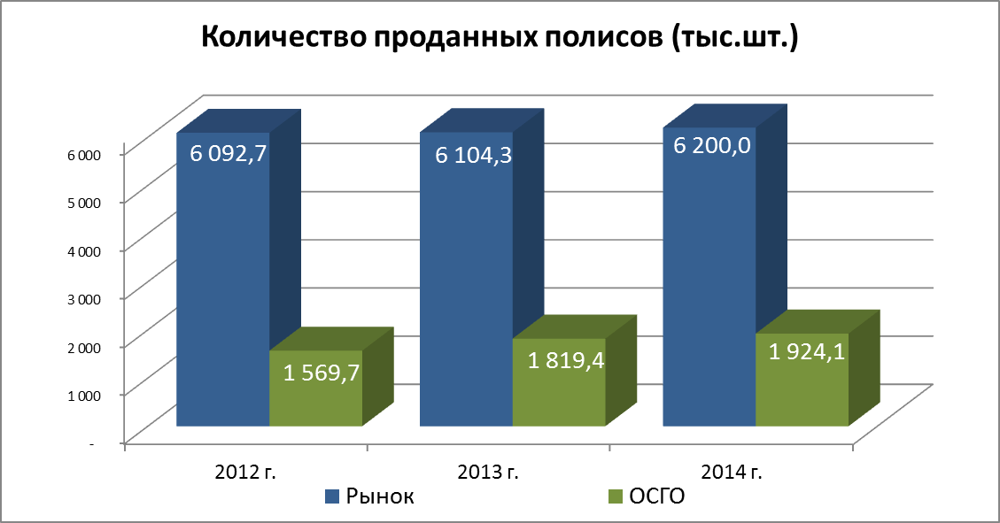 Количество проданных полисов (тыс.шт.)
6 000
5 000
4 000
3 000
2 000
1 000
-
6 092,7
1 569,7
6 104,3
1 819,4
6 200,0
1 924,1
2012 г.
2013 г.
2014 г.
Рынок
ОСГО